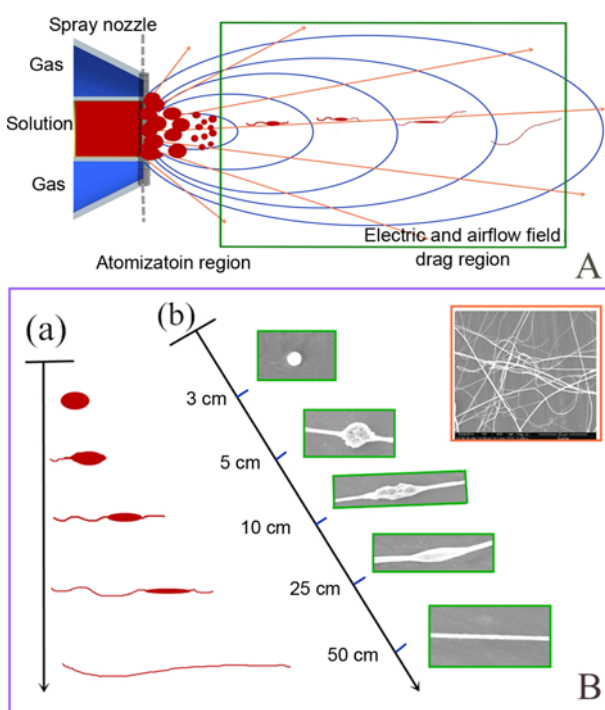 Spray nozzle
Gas
Solution
Gas
Electric and airflow field
drag region
Atomizatoin region
A
(a)
(b)
3 cm
5 cm
10 cm
25 cm
50 cm
B